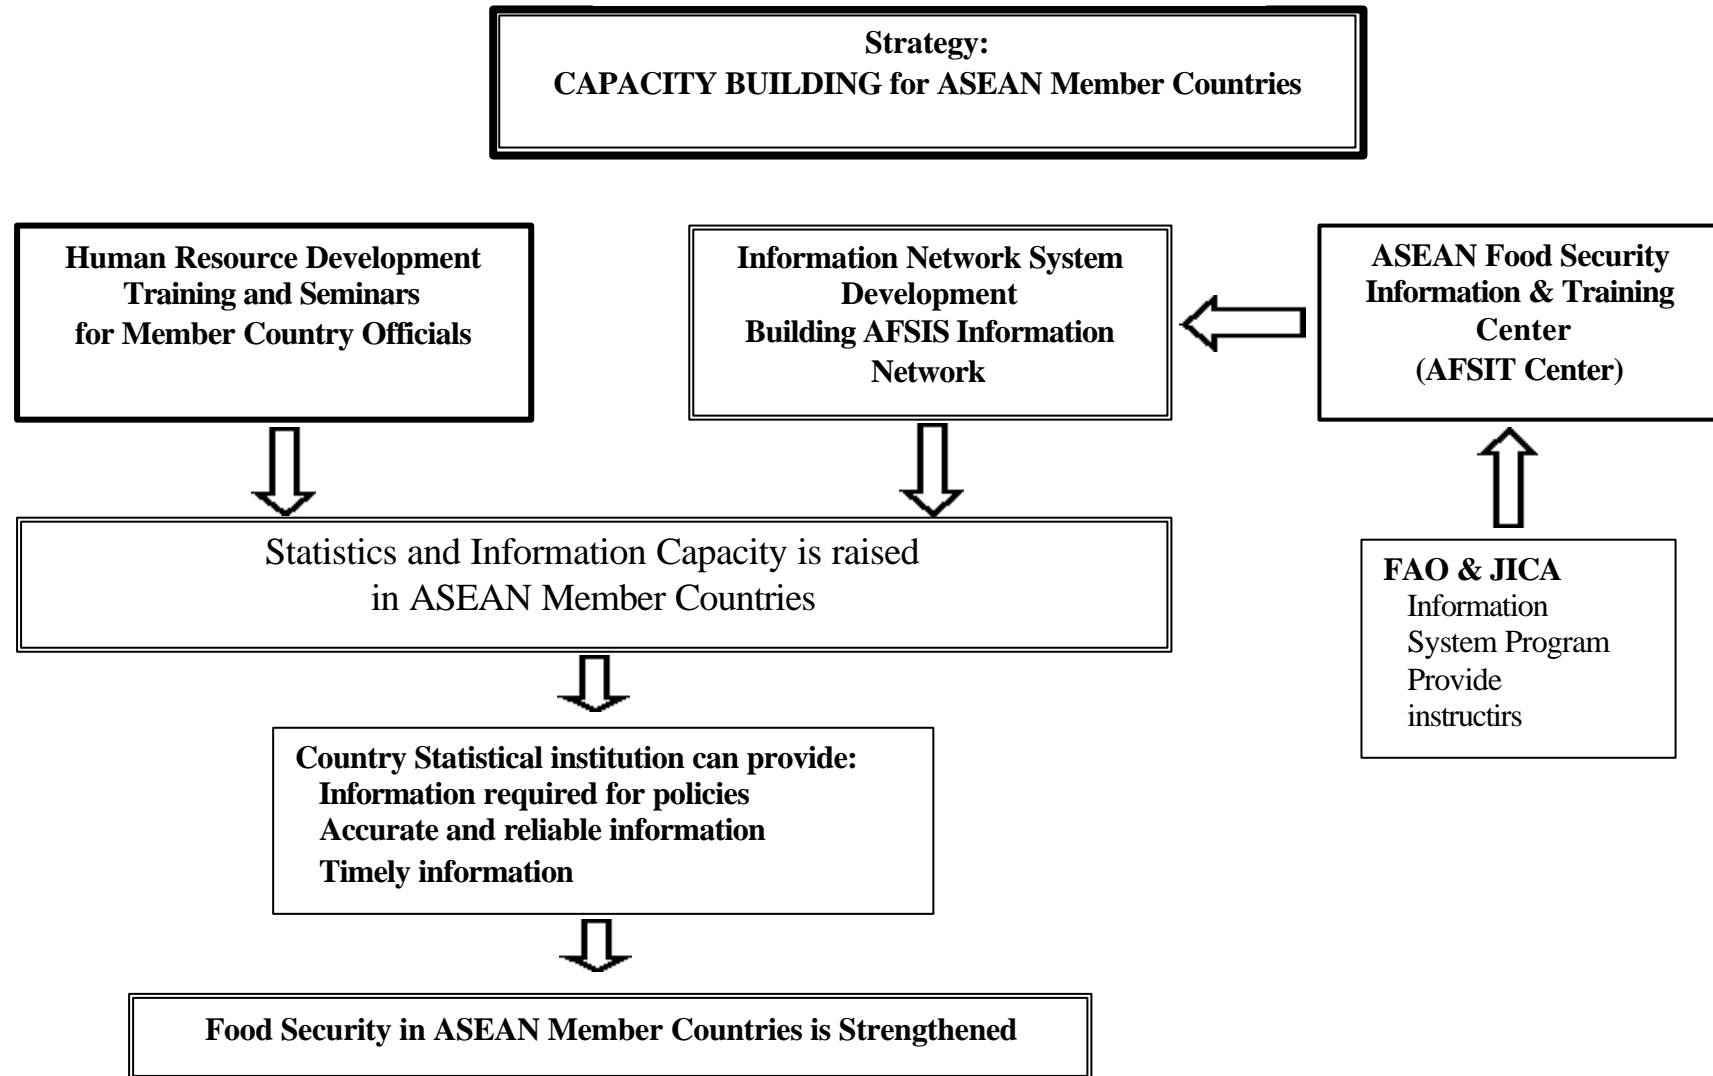 Strategy:
CAPACITY BUILDING for ASEAN Member Countries
Human Resource Development
Training and Seminars
for Member Country Officials
Information Network System
Development
Building AFSIS Information
Network
ASEAN Food Security
Information & Training
Center
(AFSIT Center)
Statistics and Information Capacity is raised
in ASEAN Member Countries
FAO & JICA
Information
System Program
Provide
instructirs
Country Statistical institution can provide:
Information required for policies
Accurate and reliable information
Timely information
Food Security in ASEAN Member Countries is Strengthened